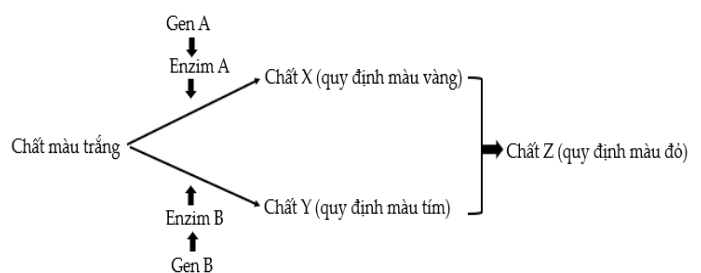 Gen A
Enzim A
Chất X (quy định màu vàng)
Chất màu trắng
Chất Z (quy định màu đỏ)
Chất Y (quy định màu tím)
Enzim B
Gen B